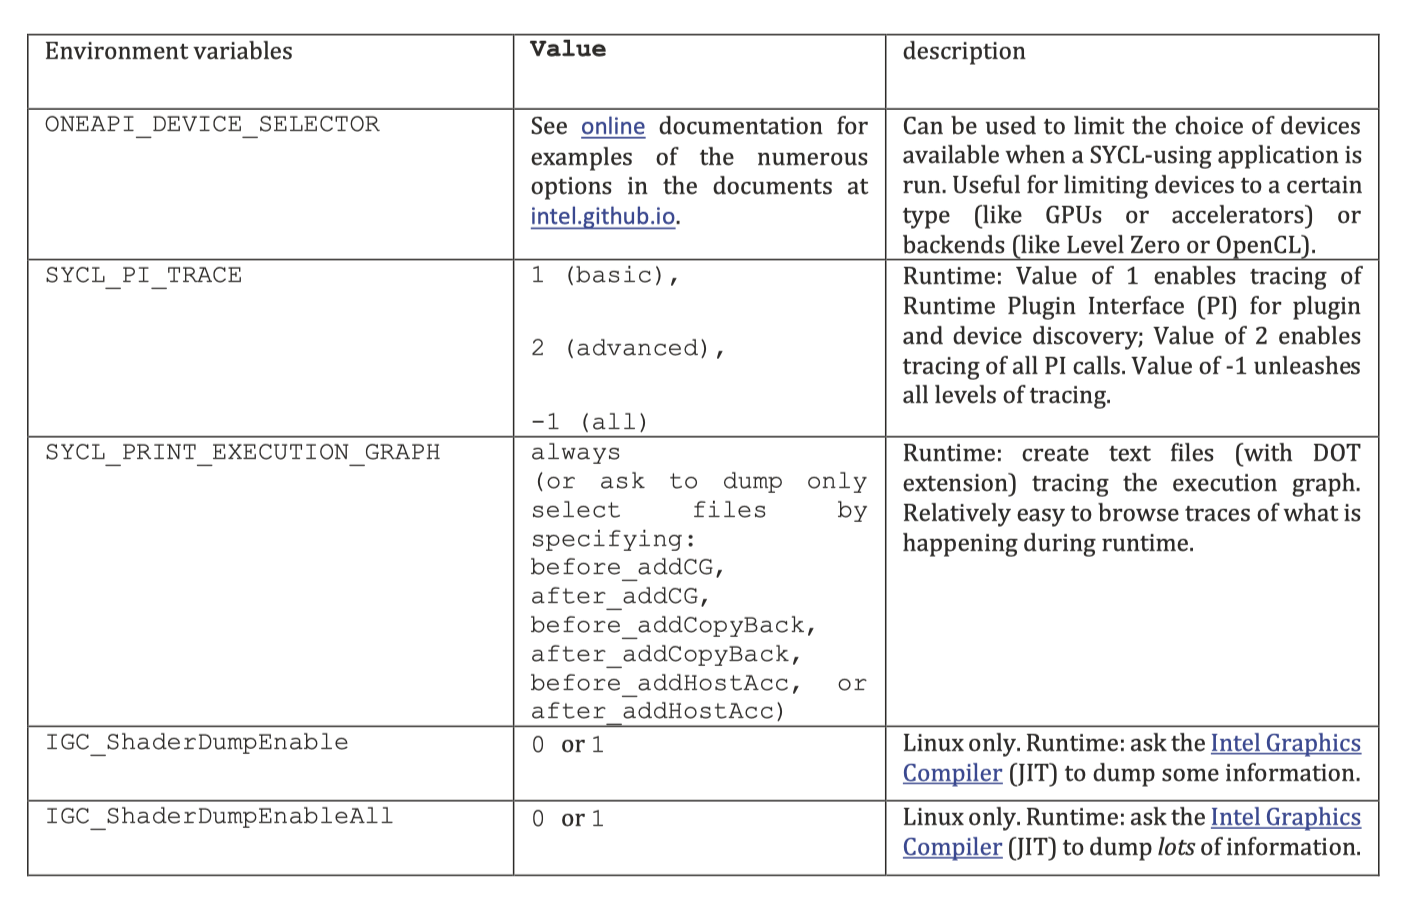 Environment variables
Value
description
ONEAPI_DEVICE_SELECTOR
See online documentation for
examples of the numerous
options in the documents at
intel.github.io.
Can be used to limit the choice of devices
available when a SYCL-using application is
run. Useful for limiting devices to a certain
type (like GPUs or accelerators) or
backends (like Level Zero or OpenCL).
SYCL_PI_TRACE
1 (basic),
2 (advanced),
-1 (all)
Runtime: Value of 1 enables tracing of
Runtime Plugin Interface (PI) for plugin
and device discovery; Value of 2 enables
tracing of all PI calls. Value of -1 unleashes
all levels of tracing.
SYCL_PRINT_EXECUTION_GRAPH
always
(or ask to dump only
select files by
specifying:
before_addCG,
after_addCG,
before_addCopyBack,
after_addCopyBack,
before_addHostAcc, or
after_addHostAcc)
Runtime: create text files (with DOT
extension) tracing the execution graph.
Relatively easy to browse traces of what is
happening during runtime.
IGC_ShaderDumpEnable
0 or 1
Linux only. Runtime: ask the Intel Graphics
Compiler (JIT) to dump some information.
IGC_ShaderDumpEnableAll
0 or 1
Linux only. Runtime: ask the Intel Graphics
Compiler (JIT) to dump lots of information.